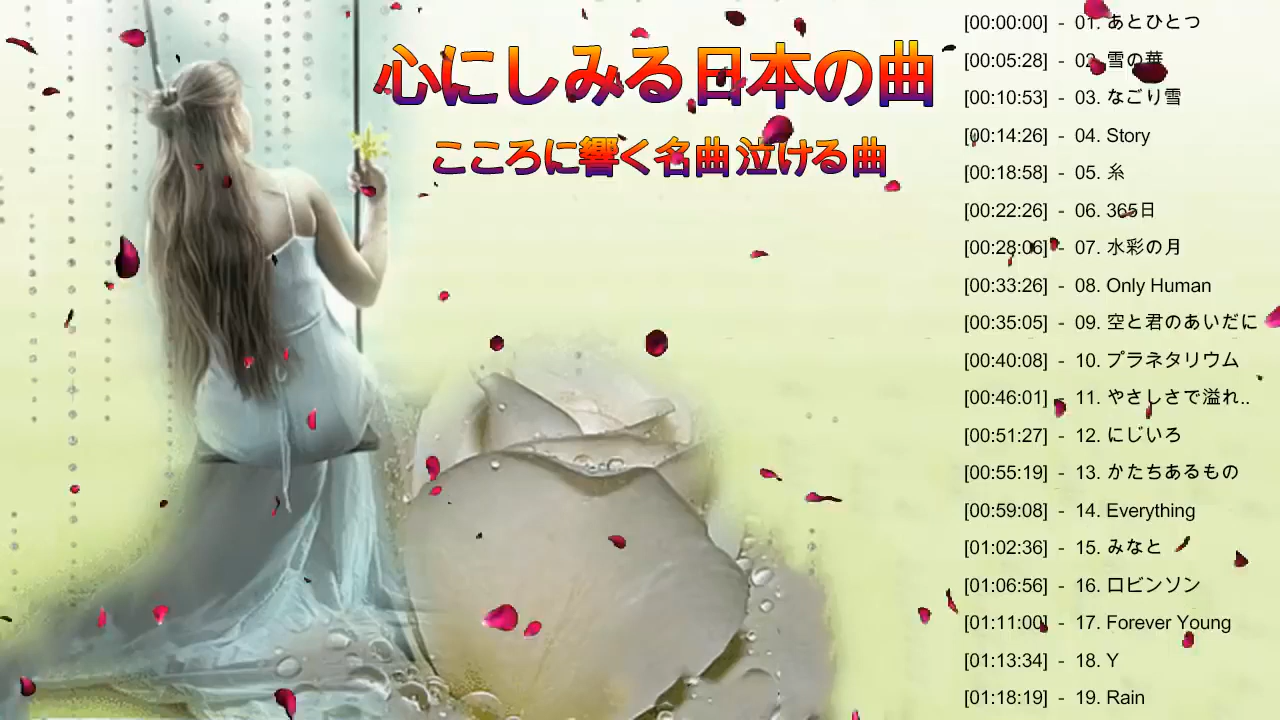 心にしみる日本の曲
こころに響く名曲 泣ける曲
[00:00:00] - 01. あとひとつ
[00:05:28] - 02. 雪の華
[00:10:53] - 03. なごり雪
[00:14:26] - 04. Story
[00:18:58] - 05. 糸
[00:22:26] - 06. 365日
[00:28:06] - 07. 水彩の月
[00:33:26] - 08. Only Human
[00:35:05] - 09. 空と君のあいだに
[00:40:08] - 10. プラネタリウム
[00:46:01] - 11. やさしさで溢れ..
[00:51:27] - 12. にじいろ
[00:55:19] - 13. かたちあるもの
[00:59:08] - 14. Everything
[01:02:36] - 15. みなと
[01:06:56] - 16. ロビンソン
[01:11:00] - 17. Forever Young
[01:13:34] - 18. Y
[01:18:19] - 19. Rain